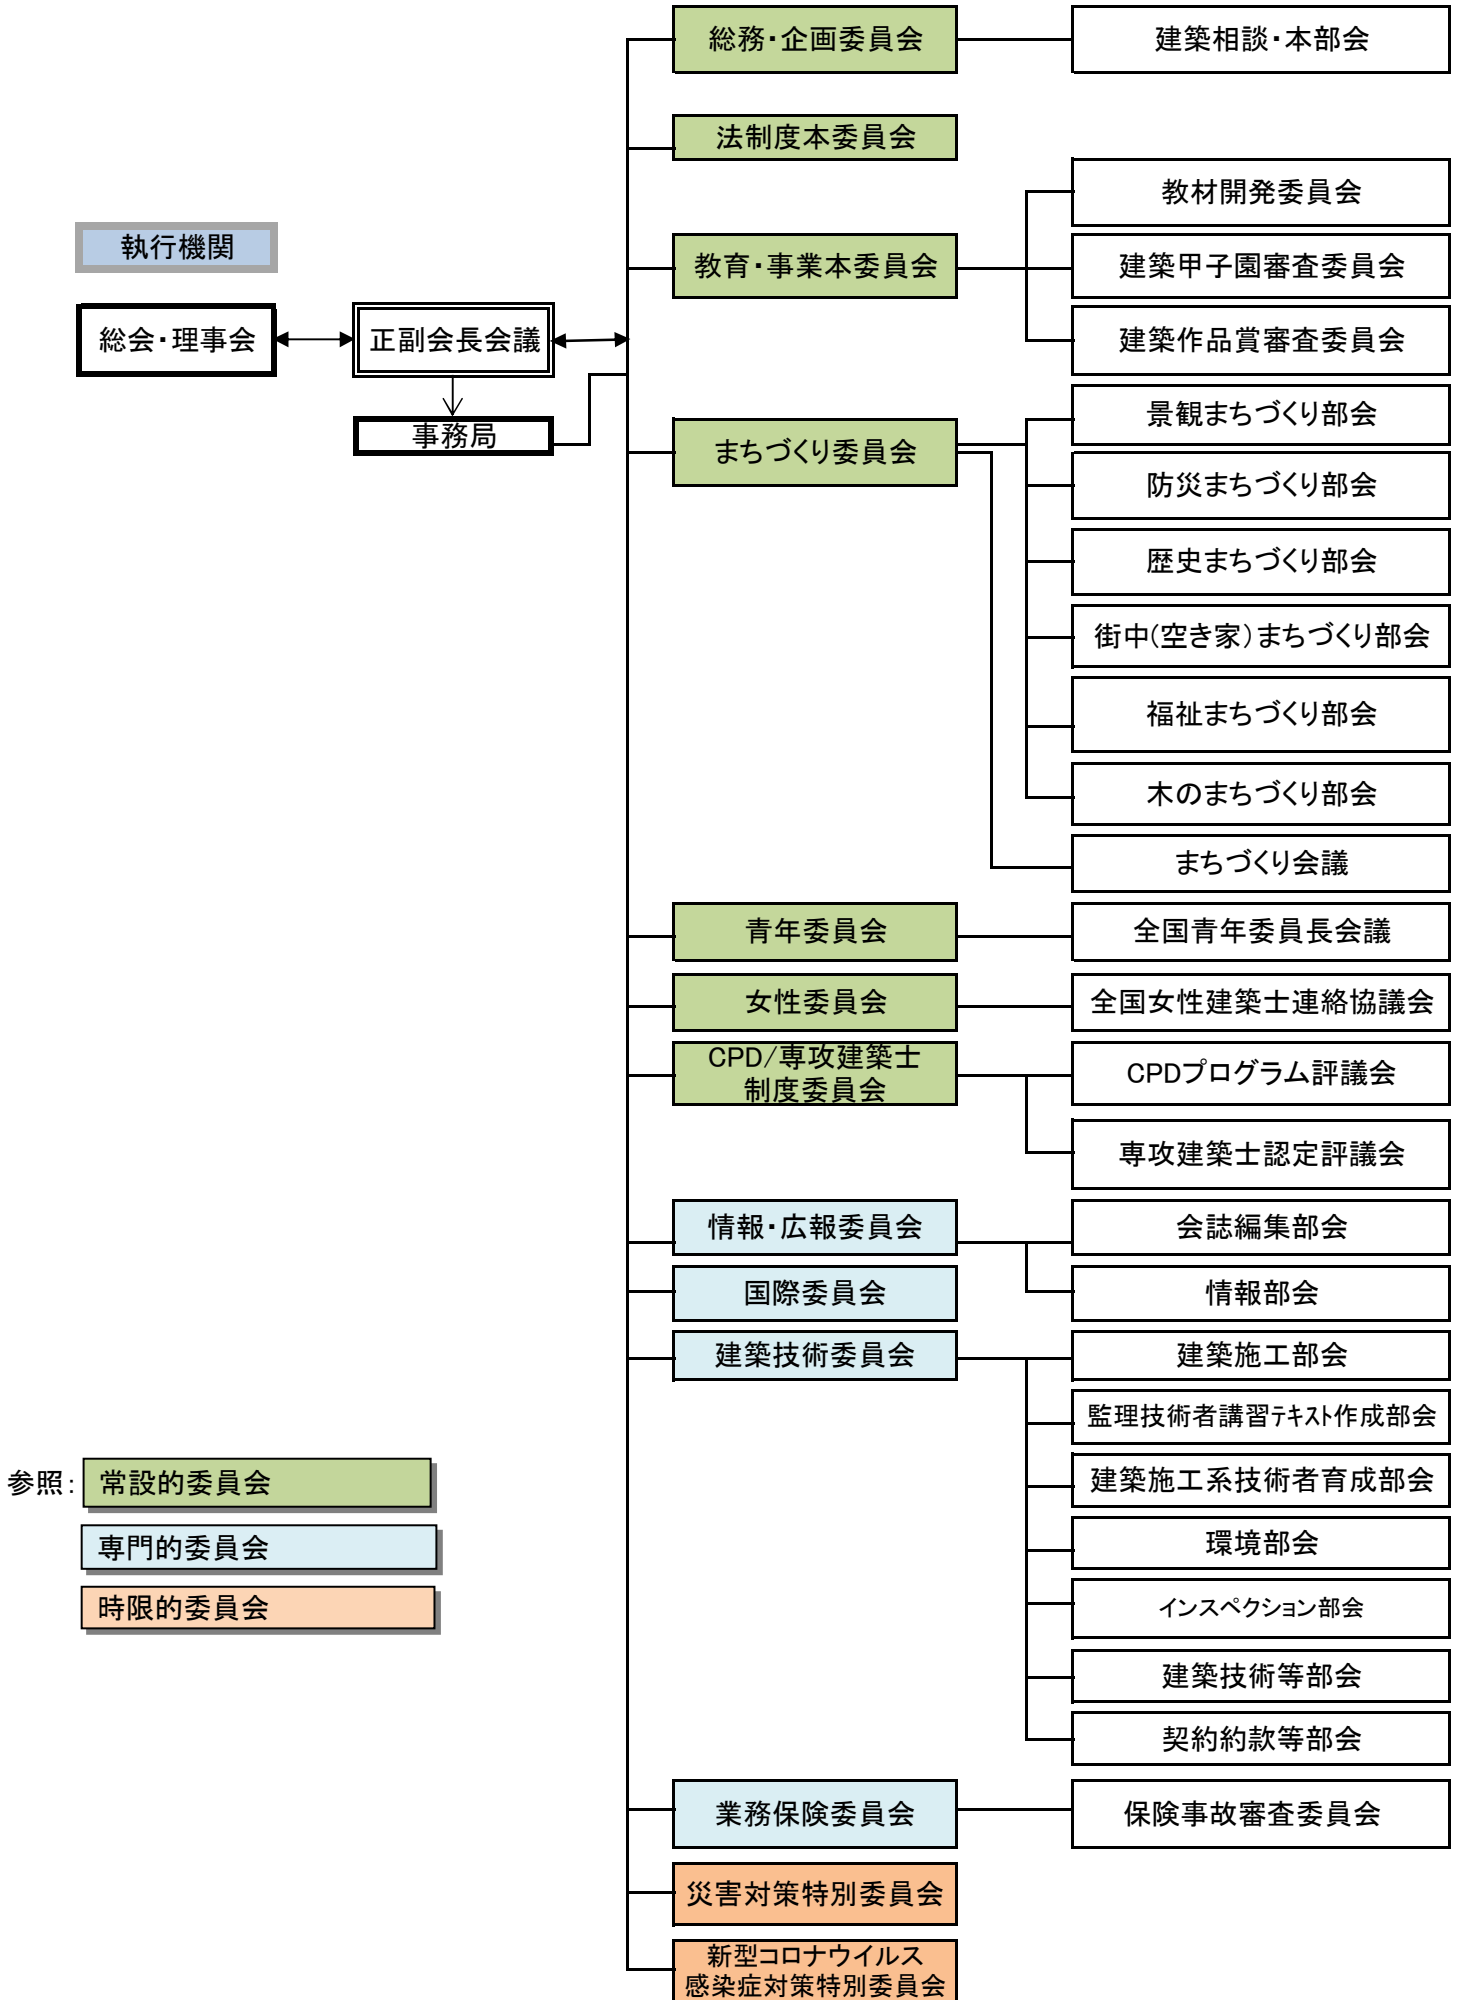 執行機関
総会・理事会
正副会長会議
事務局
総務・企画委員会
建築相談・本部会
法制度本委員会
教育・事業本委員会
教材開発委員会
建築甲子園審査委員会
建築作品賞審査委員会
まちづくり委員会
景観まちづくり部会
防災まちづくり部会
歴史まちづくり部会
街中(空き家)まちづくり部会
福祉まちづくり部会
木のまちづくり部会
まちづくり会議
青年委員会
全国青年委員長会議
女性委員会
全国女性建築士連絡協議会
CPD/専攻建築士
制度委員会
CPDプログラム評議会
専攻建築士認定評議会
情報・広報委員会
会誌編集部会
情報部会
国際委員会
建築技術委員会
建築施工部会
監理技術者講習テキスト作成部会
建築施工系技術者育成部会
環境部会
インスペクション部会
建築技術等部会
契約約款等部会
業務保険委員会
保険事故審査委員会
災害対策特別委員会
新型コロナウイルス
感染症対策特別委員会
参照:
常設的委員会
専門的委員会
時限的委員会